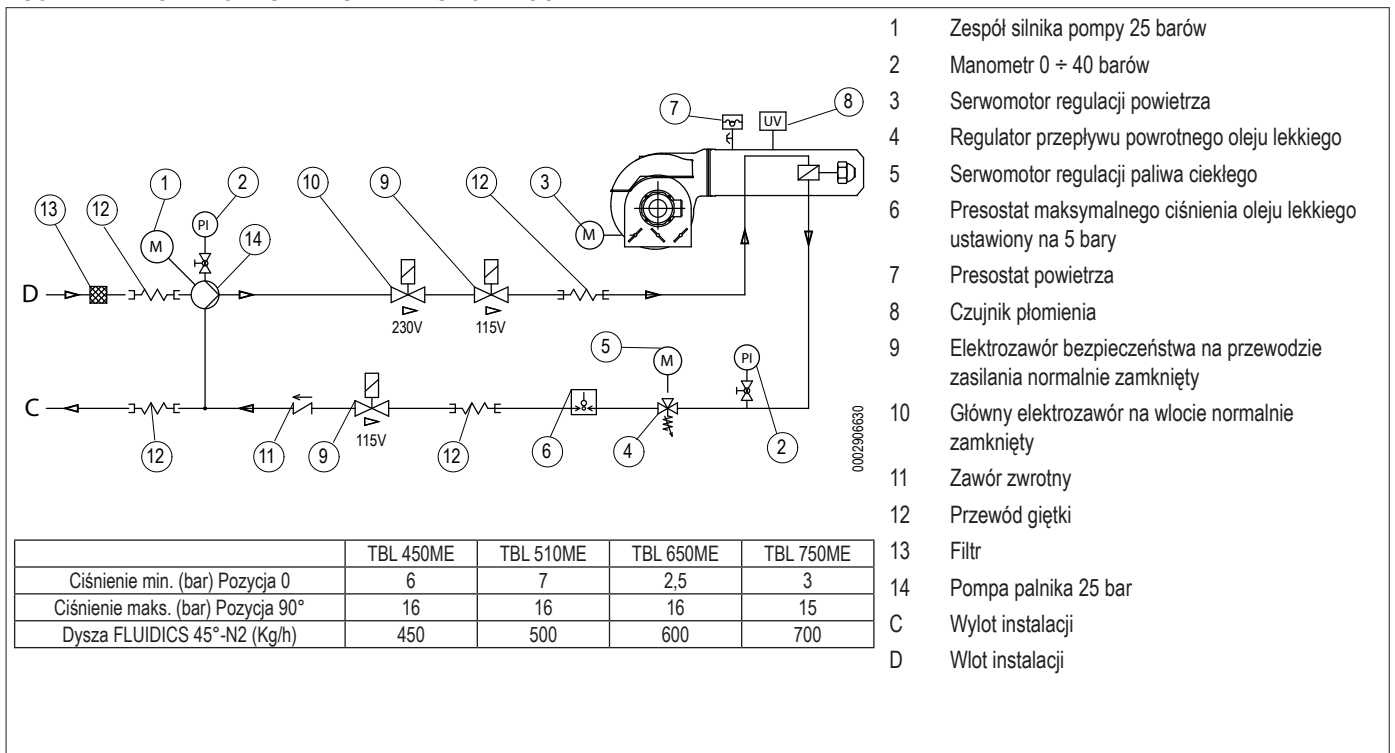 7
8
UV
1
2
10
9
12
3
13
12
PI
M
14
M
D
230V
115V
5
M
PI
C
115V
12
11
9
12
6
4
2
0002906630
TBL 450ME TBL 510ME TBL 650ME TBL 750ME
Ciśnienie min. (bar) Pozycja 0 6 7 2,5 3
Ciśnienie maks. (bar) Pozycja 90° 16 16 16 15
Dysza FLUIDICS 45°-N2 (Kg/h) 450 500 600 700
1 Zespół silnika pompy 25 barów
2 Manometr 0 ÷ 40 barów
3 Serwomotor regulacji powietrza
4 Regulator przepływu powrotnego oleju lekkiego
5 Serwomotor regulacji paliwa ciekłego
6 Presostat maksymalnego ciśnienia oleju lekkiego
ustawiony na 5 bary
7 Presostat powietrza
8 Czujnik płomienia
9 Elektrozawór bezpieczeństwa na przewodzie
zasilania normalnie zamknięty
10 Główny elektrozawór na wlocie normalnie
zamknięty
11 Zawór zwrotny
12 Przewód giętki
13 Filtr
14 Pompa palnika 25 bar
C Wylot instalacji
D Wlot instalacji